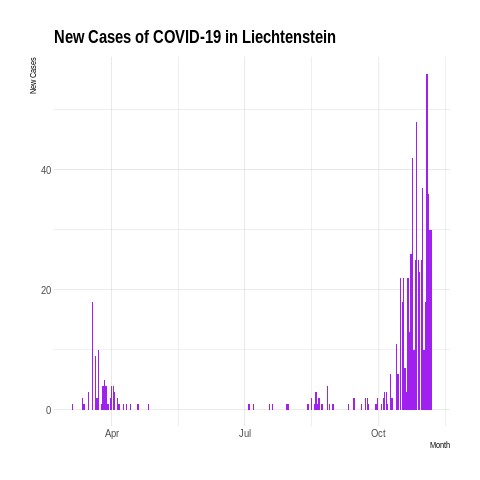 New Cases of COVID-19 in Liechtenstein
New Cases
40
20
0
Apr Jul Oct
Month